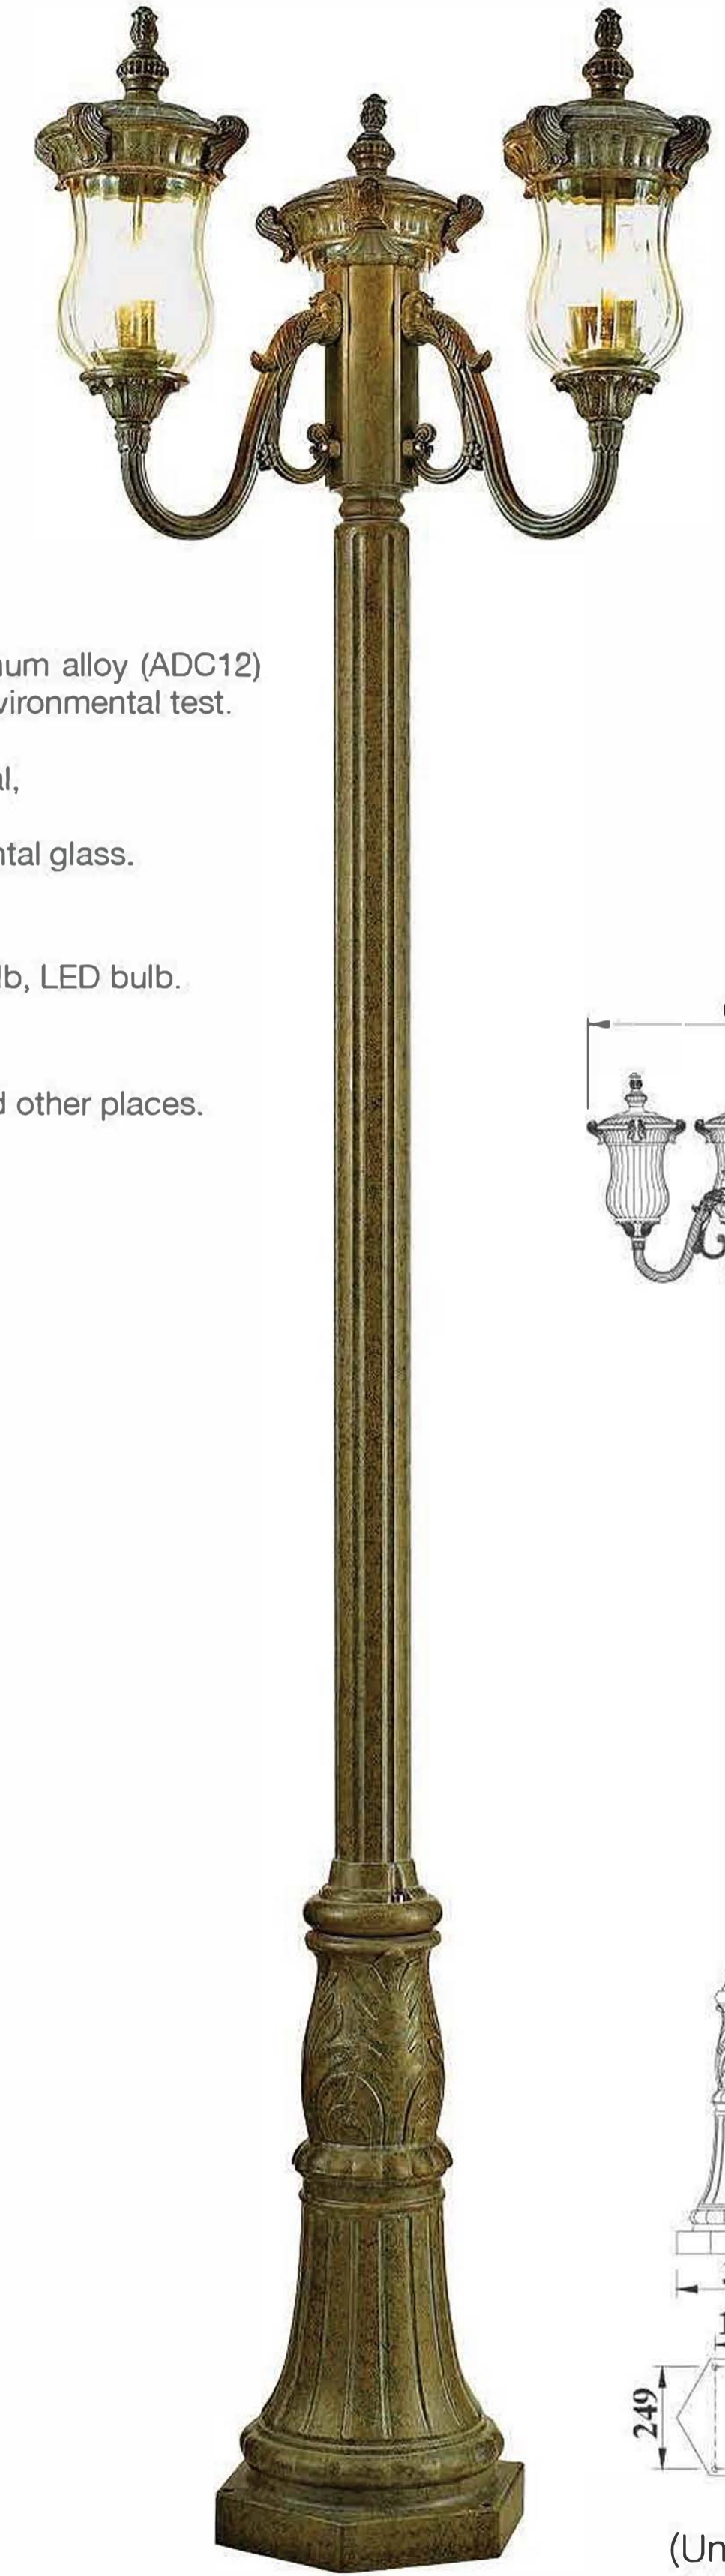 num alloy (ADC12)
vironmental test.
al,
ntal glass.
lb, LED bulb.
d other places.
249
(Un